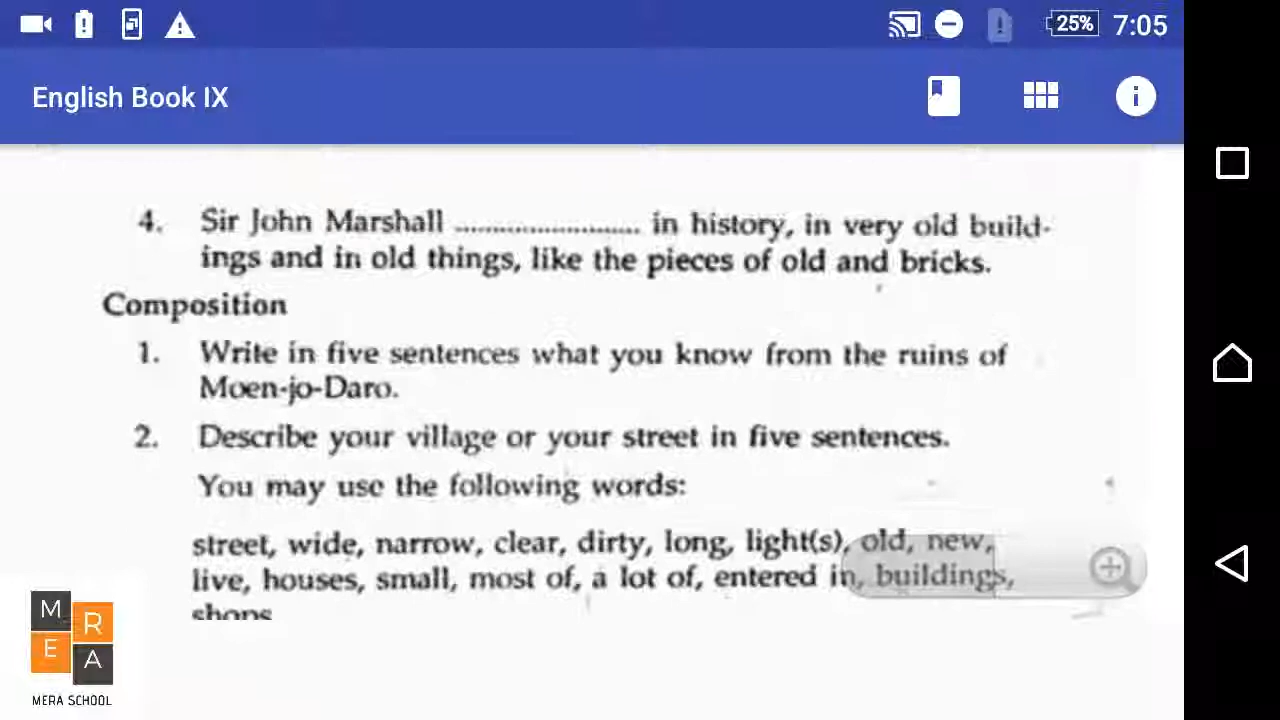 25% 7:05
English Book IX
4. Sir John Marshall ........................ in history, in very old build-
ings and in old things, like the pieces of old and bricks.
Composition
1. Write in five sentences what you know from the ruins of
Moen-jo-Daro.
2. Describe your village or your street in five sentences.
You may use the following words:
street, wide, narrow, clear, dirty, long, light(s), old, new,
live, houses, small, most of, a lot of, entered in, buildings,
shops
M R
E A
MERA SCHOOL